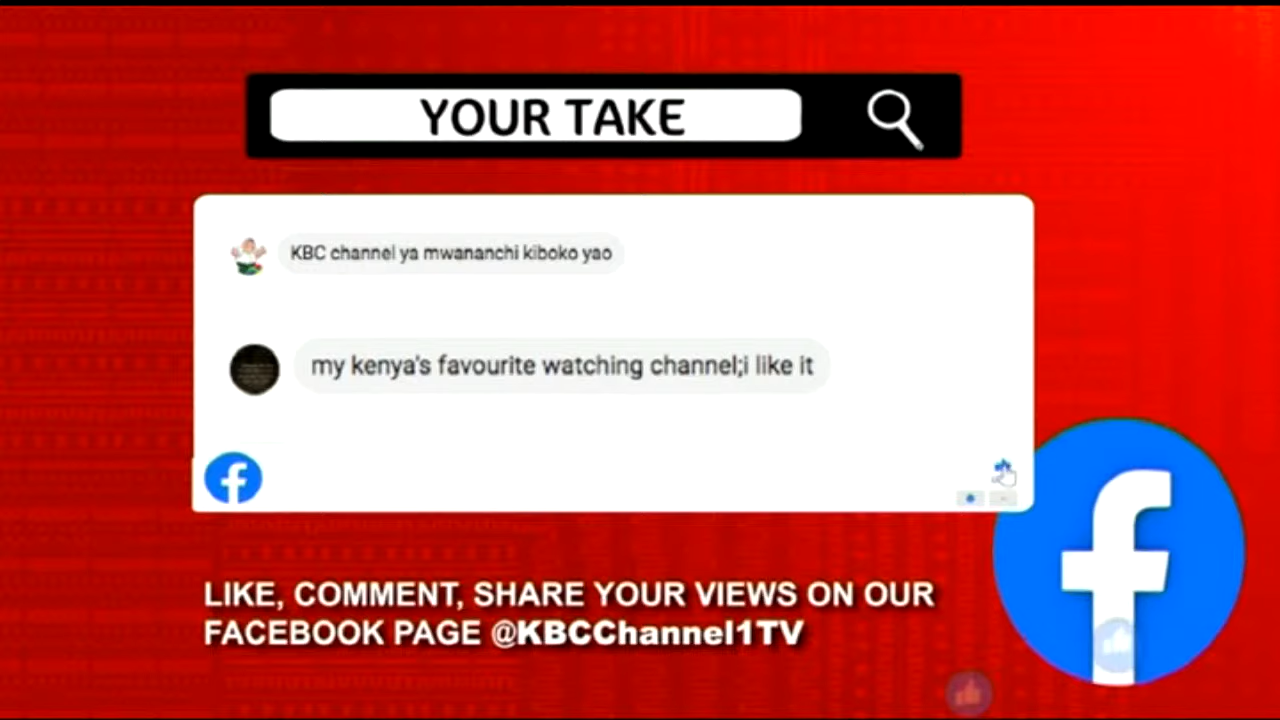 YOUR TAKE
KBC channel ya mwananchi kiboko yao
my kenya's favourite watching channel;i like it
LIKE, COMMENT, SHARE YOUR VIEWS ON OUR
FACEBOOK PAGE @KBCChannel1TV